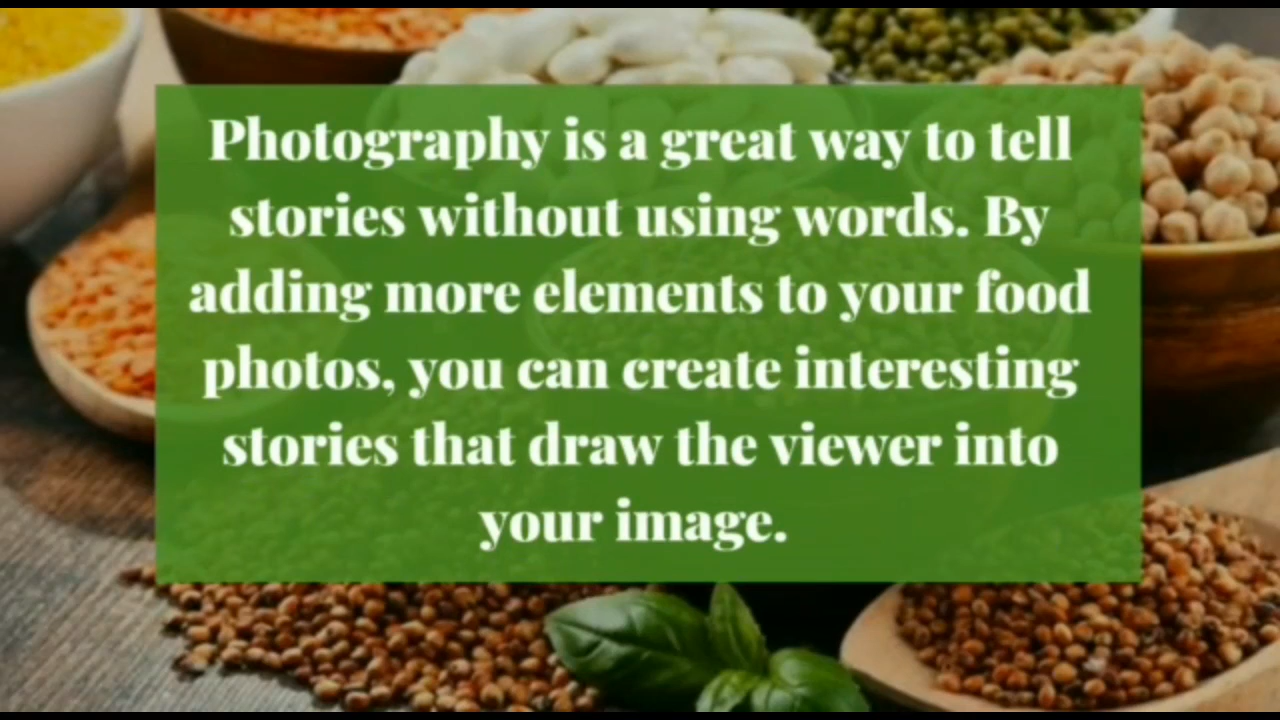 Photography is a great way to tell
stories without using words. By
adding more elements to your food
photos, you can create interesting
stories that draw the viewer into
your image.